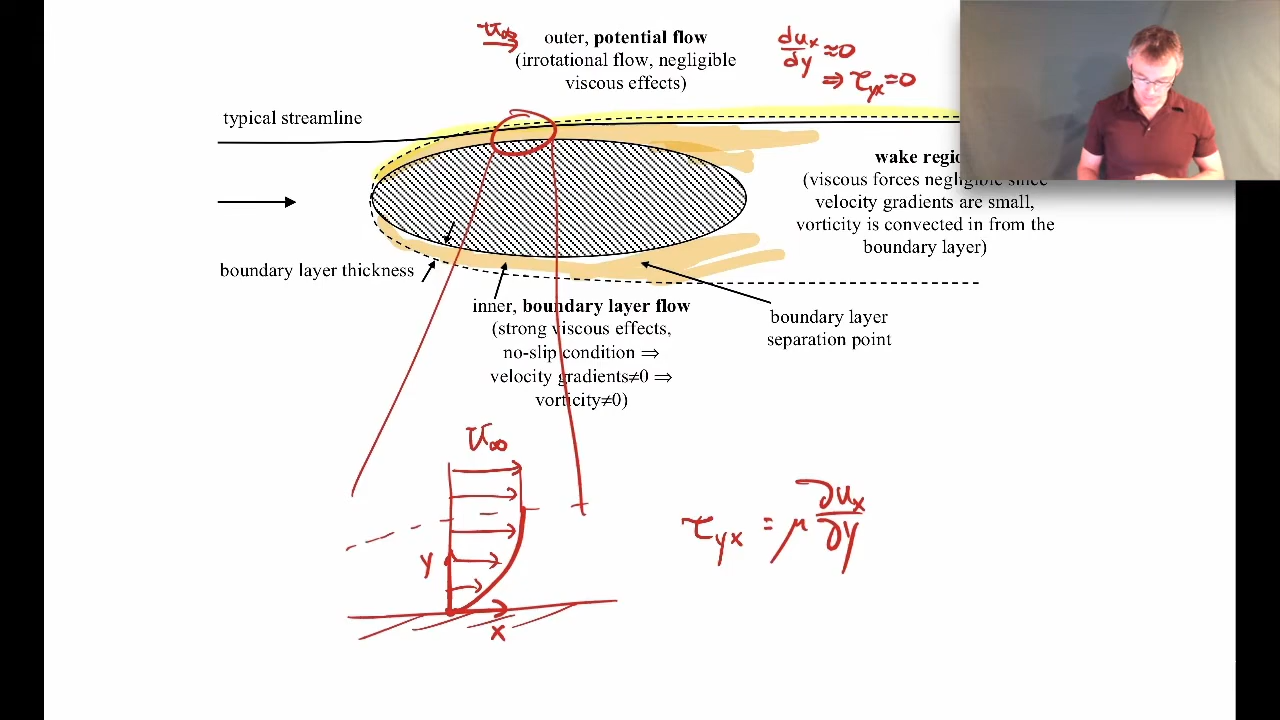 U∞
outer, potential flow
(irrotational flow, negligible
viscous effects)
dux/dy ≈ 0
⇒ τyx = 0
typical streamline
wake
(viscous forces negligible since
velocity gradients are small,
vorticity is convected in from the
boundary layer)
boundary layer thickness
inner, boundary layer flow
(strong viscous effects,
no-slip condition ⇒
velocity gradients≠0 ⇒
vorticity≠0)
boundary layer
separation point
U∞
τyx = μ ∂ux/∂y
y
x